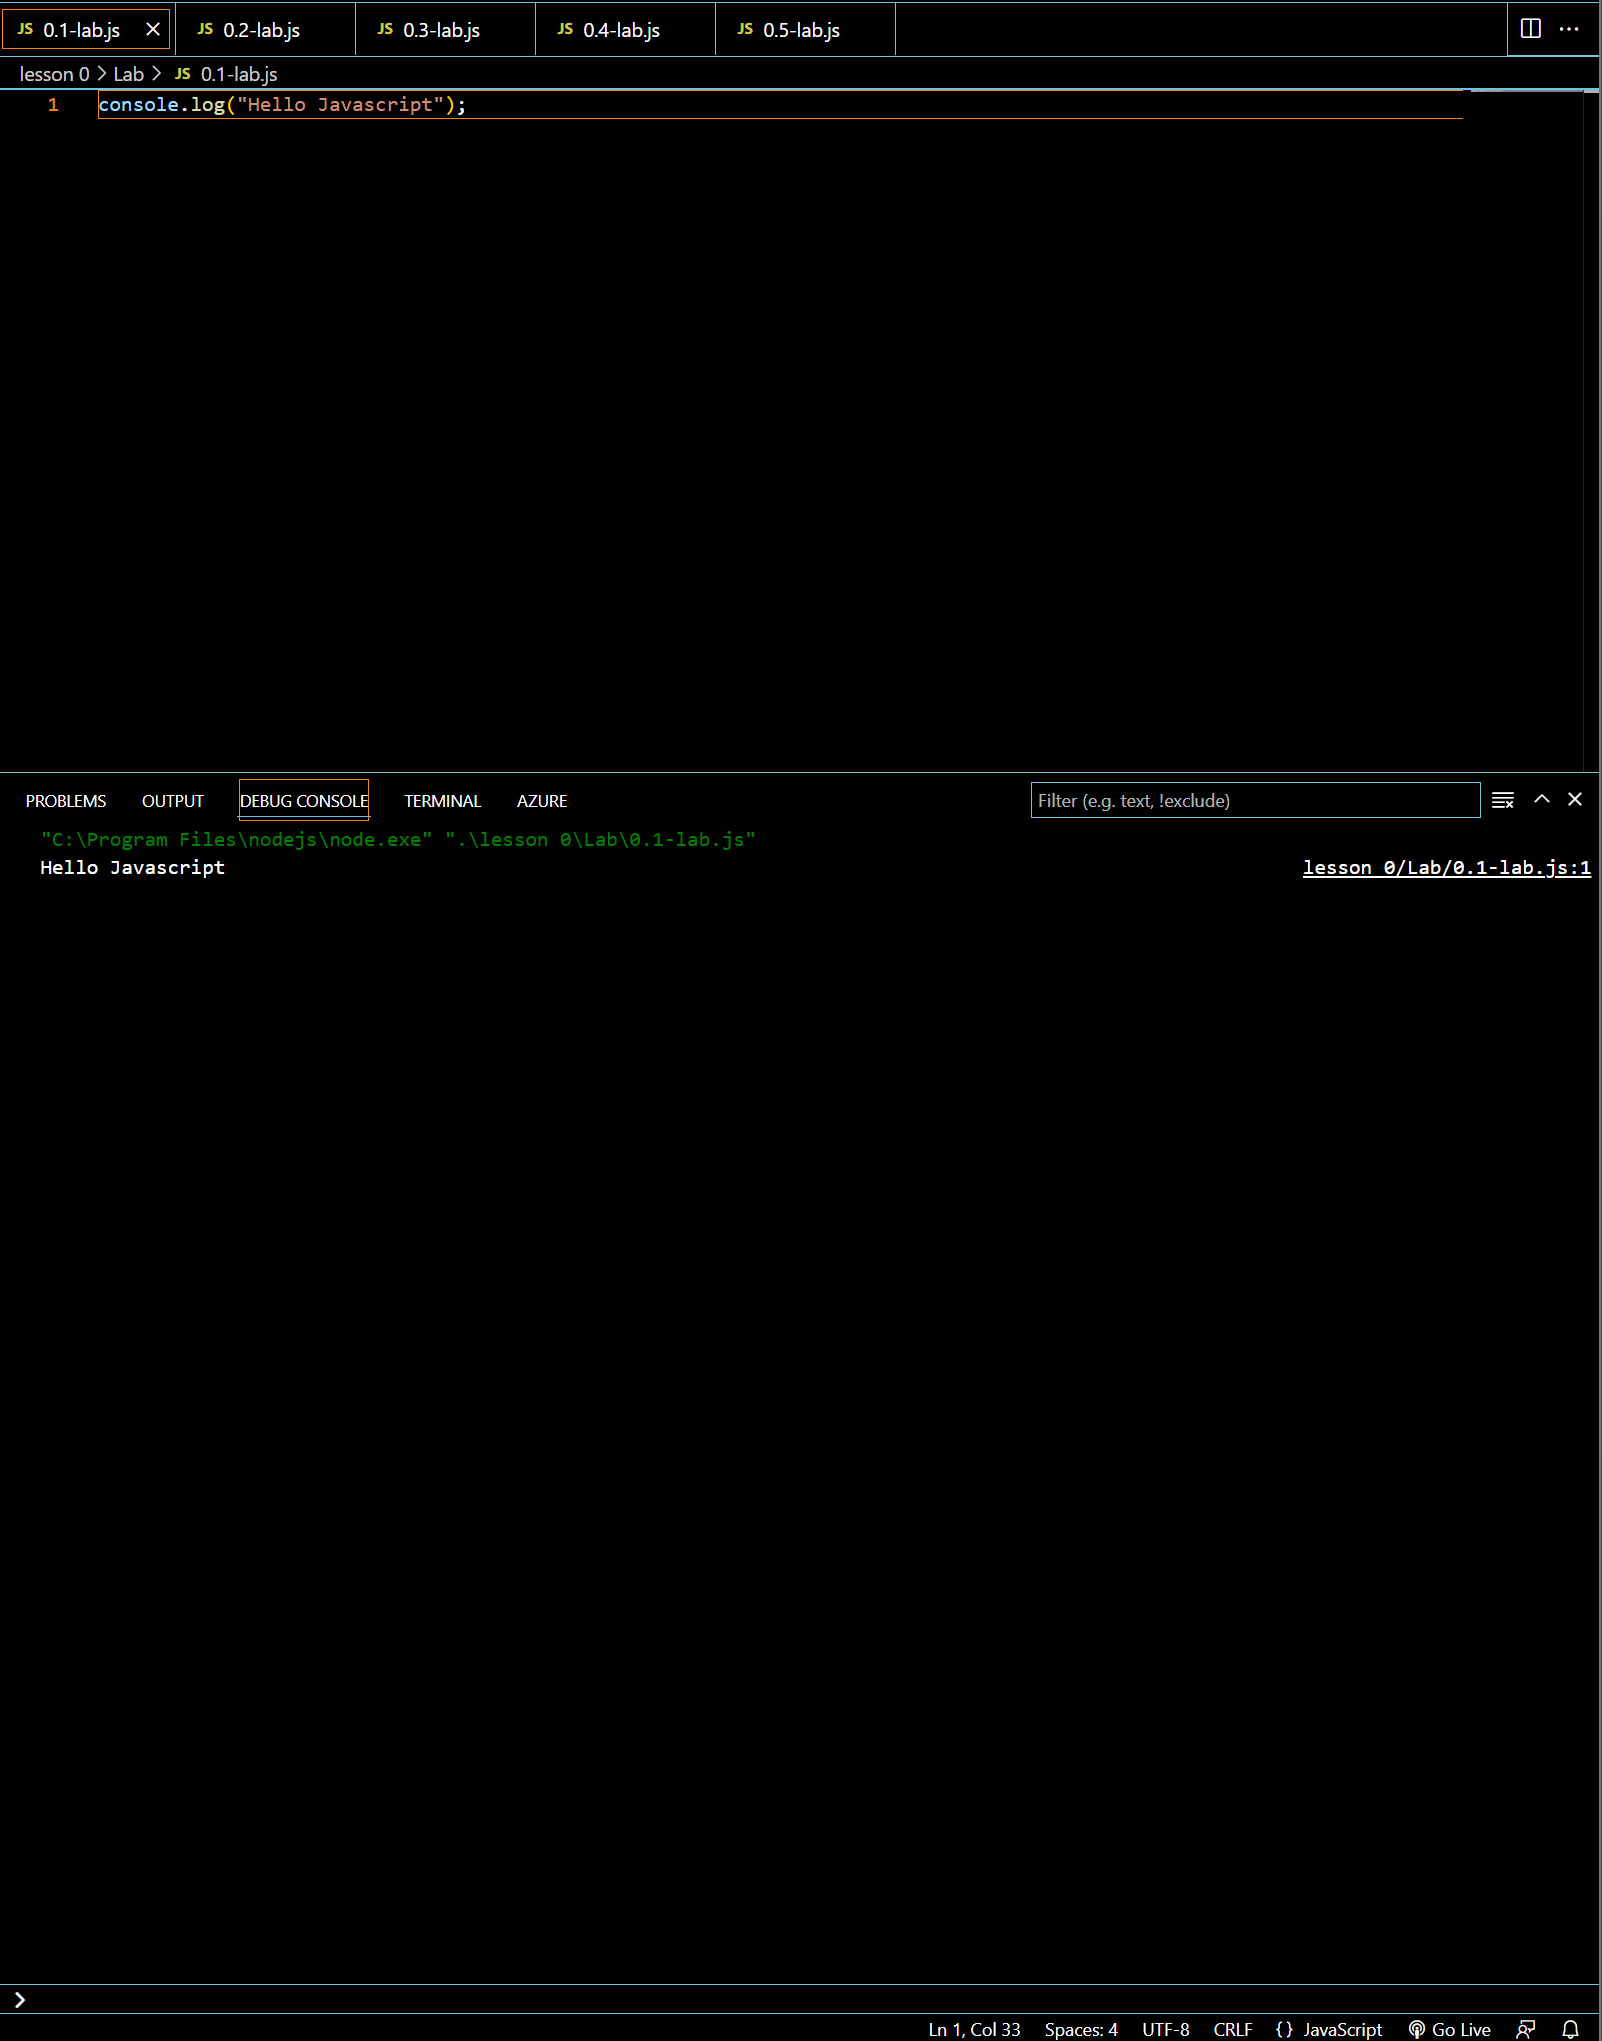 JS 0.1-lab.js JS 0.2-lab.js JS 0.3-lab.js JS 0.4-lab.js JS 0.5-lab.js
lesson 0 > Lab > JS 0.1-lab.js
1 console.log("Hello Javascript");
PROBLEMS OUTPUT DEBUG CONSOLE TERMINAL AZURE Filter (e.g. text, !exclude)
"C:\Program Files\nodejs\node.exe" ".\lesson 0\Lab\0.1-lab.js"
Hello Javascript lesson 0/Lab/0.1-lab.js:1
>
Ln 1, Col 33 Spaces: 4 UTF-8 CRLF {} JavaScript Go Live